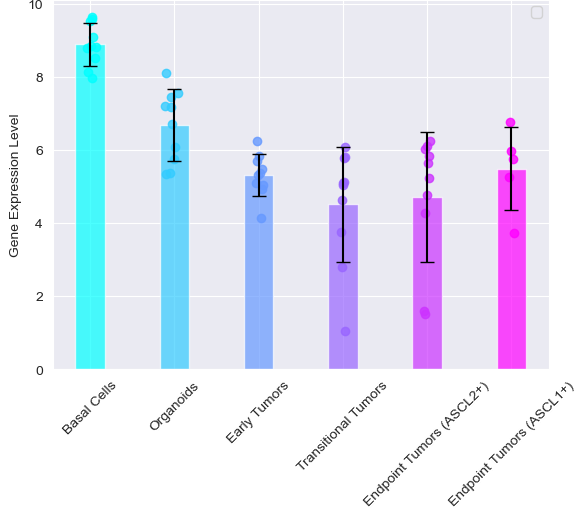 Gene Expression Level
10
8
6
4
2
0
Basal Cells
Organoids
Early Tumors
Transitional Tumors
Endpoint Tumors (ASCL2+)
Endpoint Tumors (ASCL1+)